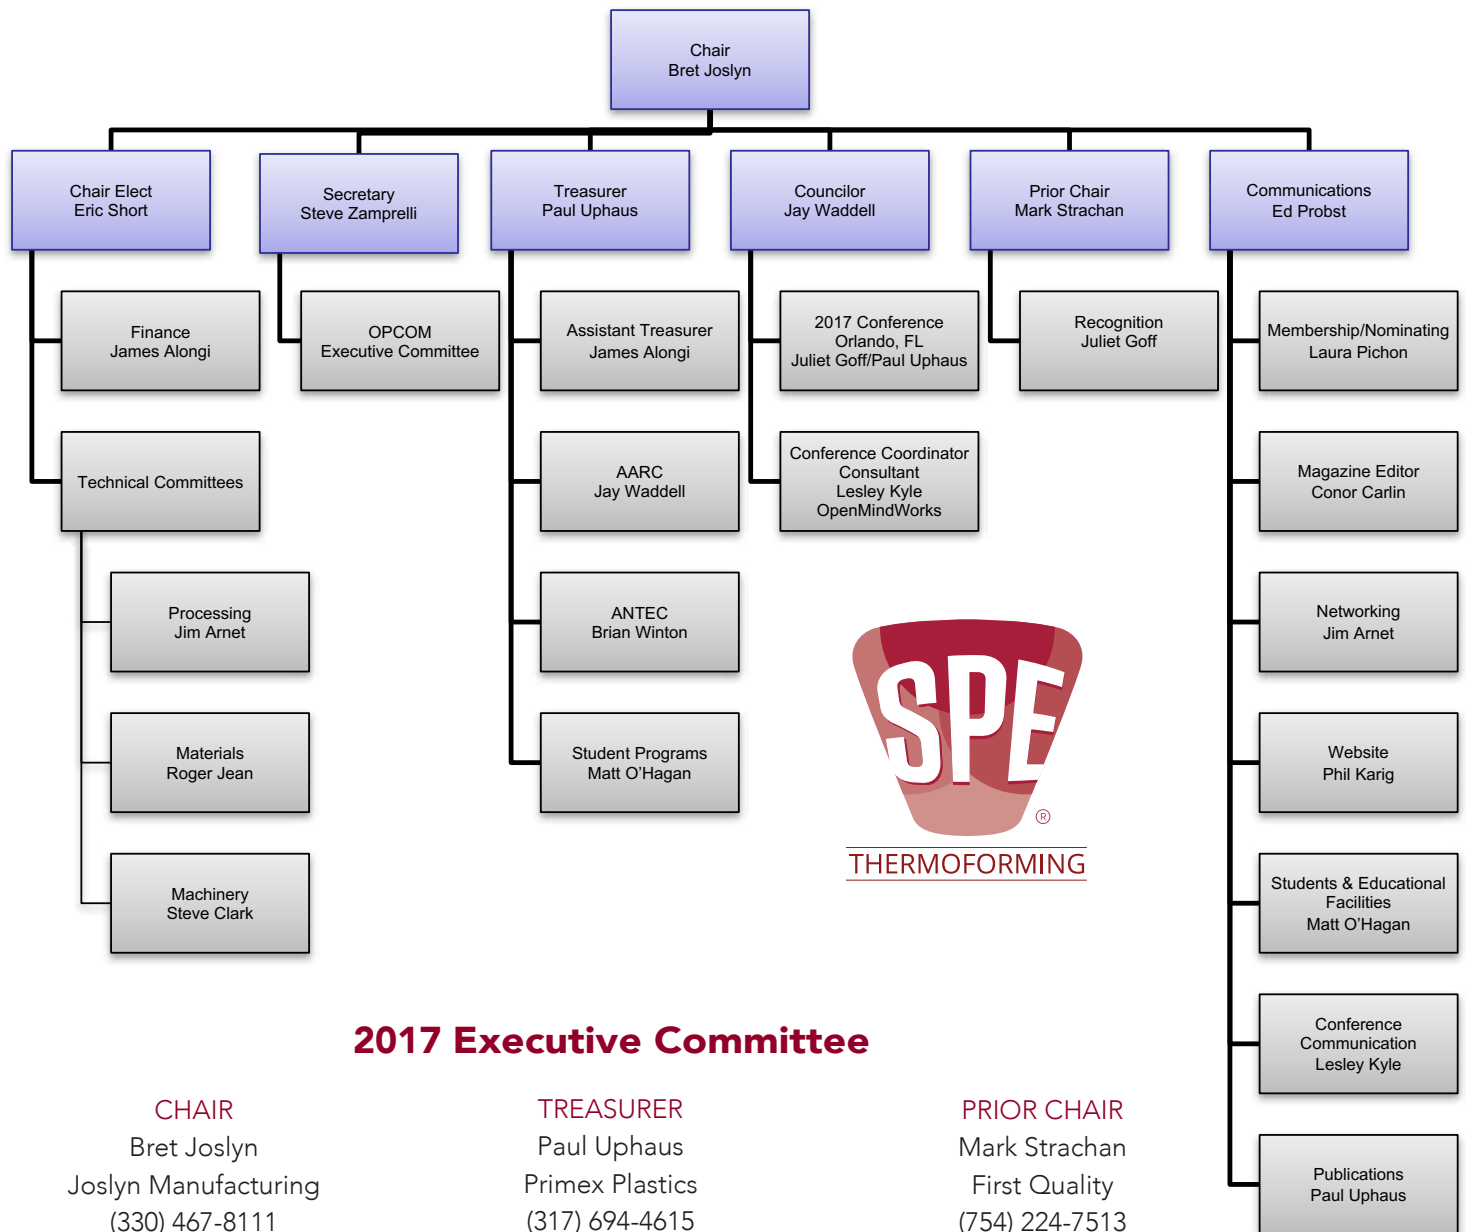 Chair
Bret Joslyn
Chair Elect
Eric Short
Secretary
Steve Zamprelli
Treasurer
Paul Uphaus
Councilor
Jay Waddell
Prior Chair
Mark Strachan
Communications
Ed Probst
Finance
James Alongi
OPCOM
Executive Committee
Assistant Treasurer
James Alongi
2017 Conference
Orlando, FL
Juliet Goff/Paul Uphaus
Recognition
Juliet Goff
Membership/Nominating
Laura Pichon
Technical Committees
AARC
Jay Waddell
Conference Coordinator
Consultant
Lesley Kyle
OpenMindWorks
Magazine Editor
Conor Carlin
Processing
Jim Arnet
ANTEC
Brian Winton
Networking
Jim Arnet
Materials
Roger Jean
Student Programs
Matt O’Hagan
Website
Phil Karig
Machinery
Steve Clark
SPE
®
THERMOFORMING
Students & Educational
Facilities
Matt O’Hagan
Conference
Communication
Lesley Kyle
Publications
Paul Uphaus
2017 Executive Committee
CHAIR
Bret Joslyn
Joslyn Manufacturing
(330) 467-8111
TREASURER
Paul Uphaus
Primex Plastics
(317) 694-4615
PRIOR CHAIR
Mark Strachan
First Quality
(754) 224-7513